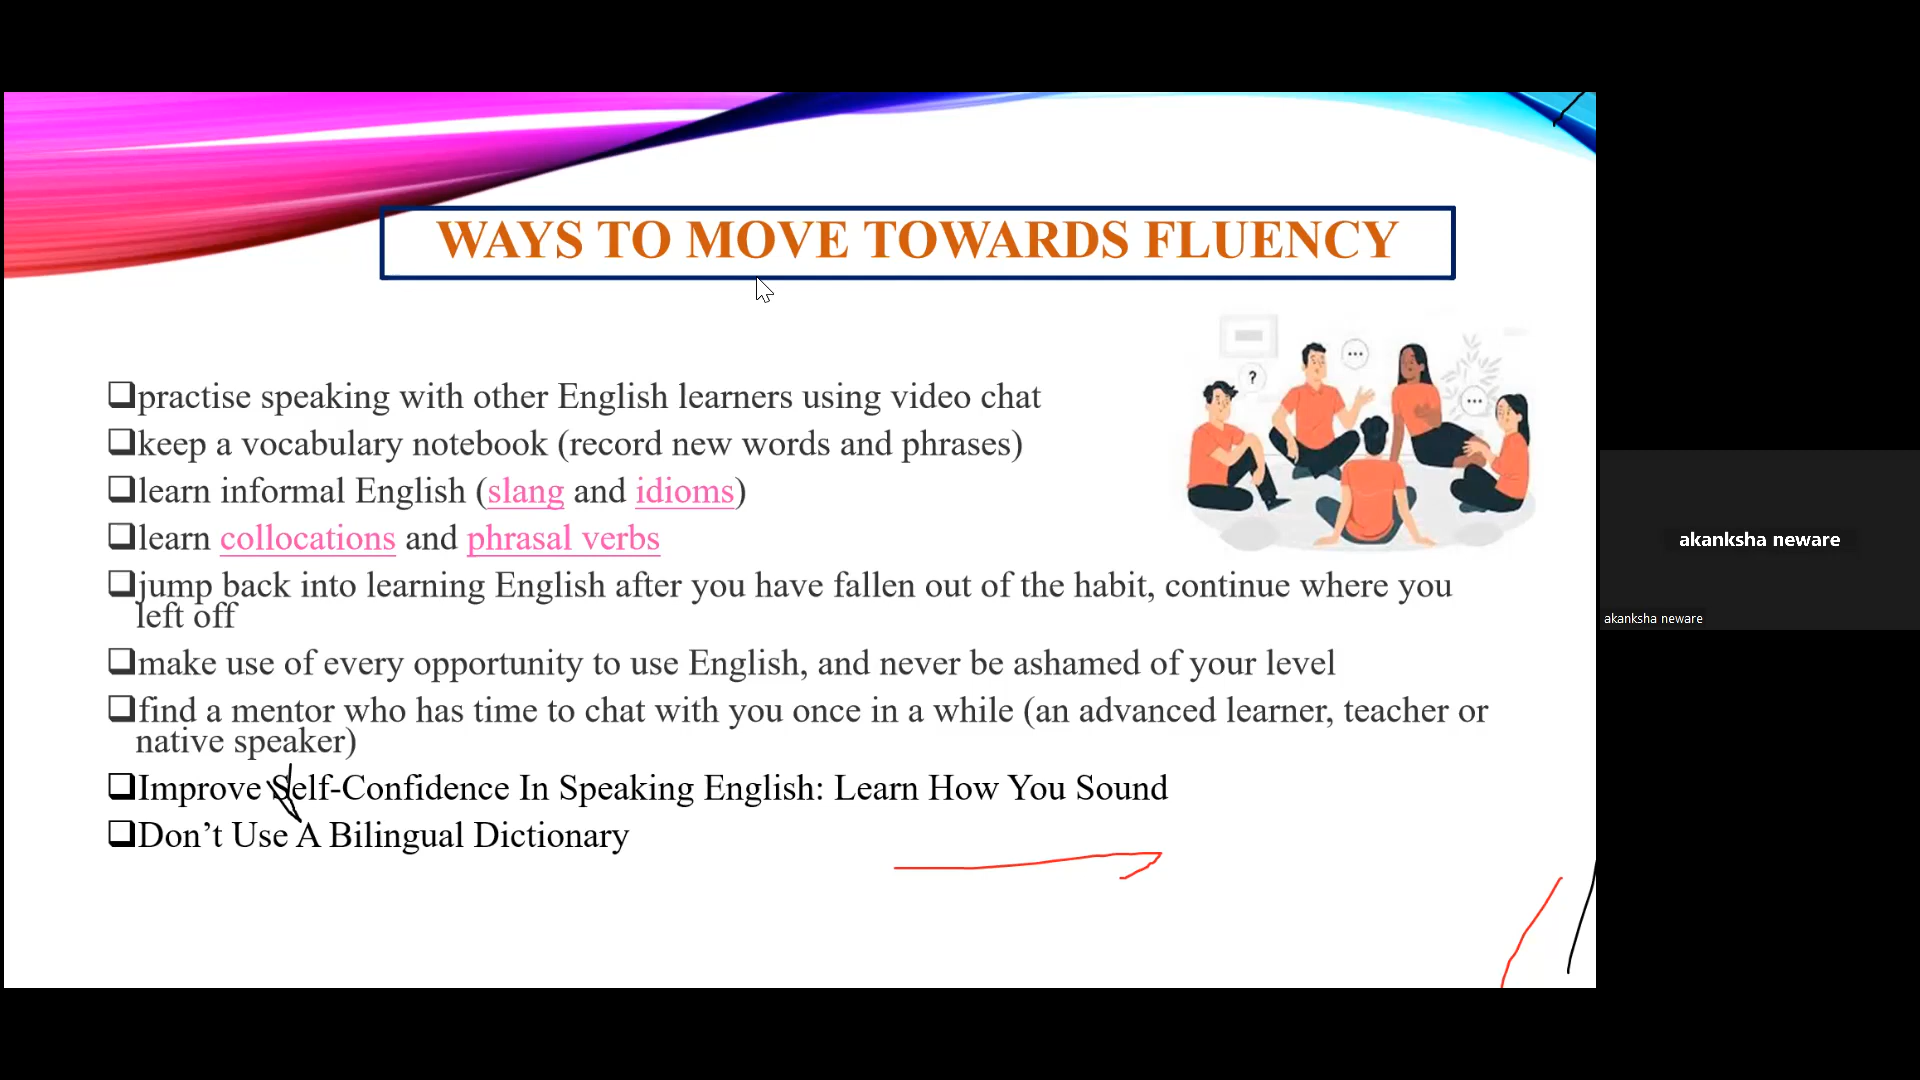 WAYS TO MOVE TOWARDS FLUENCY
?
practise speaking with other English learners using video chat
keep a vocabulary notebook (record new words and phrases)
learn informal English (slang and idioms)
learn collocations and phrasal verbs
jump back into learning English after you have fallen out of the habit, continue where you
left off
make use of every opportunity to use English, and never be ashamed of your level
find a mentor who has time to chat with you once in a while (an advanced learner, teacher or
native speaker)
Improve Self-Confidence In Speaking English: Learn How You Sound
Don’t Use A Bilingual Dictionary
akanksha neware
akanksha neware